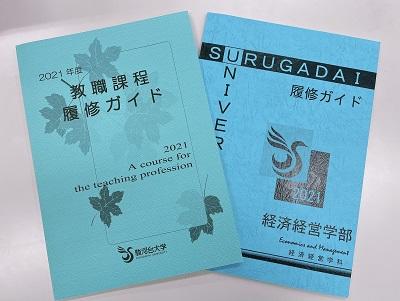 2021年度
教職課程
履修ガイド
2021
A course for
the teaching profession
駿河台大学
SURUGADAI
UNIVER
履修ガイド
2021
経済経営学部
Economics and Management
経済経営学科